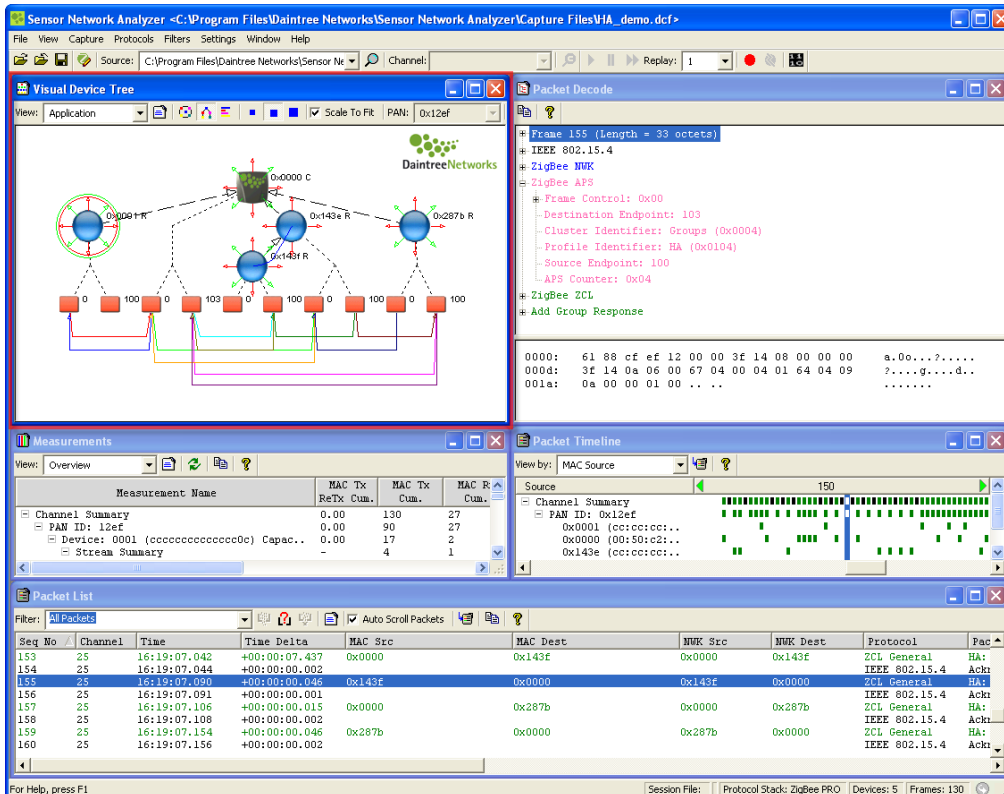 Sensor Network Analyzer <C:\Program Files\Daintree Networks\Sensor Network Analyzer\Capture Files\HA_demo.dcf>
File View Capture Protocols Filters Settings Window Help
Source: C:\Program Files\Daintree Networks\Sensor Ne Channel: Replay: 1
Visual Device Tree
View: Application Scale To Fit PAN: 0x12ef
DaintreeNetworks
0x0000 C
0x0001 R 0x143e R 0x287b R
0x143f R
0 100 0 103 100 0 100 0 100
Packet Decode
Frame 155 (Length = 33 octets)
IEEE 802.15.4
ZigBee NWK
ZigBee APS
Frame Control: 0x00
Destination Endpoint: 103
Cluster Identifier: Groups (0x0004)
Profile Identifier: HA (0x0104)
Source Endpoint: 100
APS Counter: 0x04
ZigBee ZCL
Add Group Response
0000: 61 88 cf ef 12 00 00 3f 14 08 00 00 00 a.0o...?.....
000d: 3f 14 0a 06 00 67 04 00 04 01 64 04 09 ?....g....d..
001a: 0a 00 00 01 00 .. .. .......
Measurements
View: Overview
Measurement Name MAC Tx ReTx Cum. MAC Tx Cum. MAC R Cum.
Channel Summary 0.00 130 27
PAN ID: 12ef 0.00 90 27
Device: 0001 (cccccccccccccc0c) Capac.. 0.00 17 2
Stream Summary - 4 1
Packet Timeline
View by: MAC Source
Source 150
Channel Summary
PAN ID: 0x12ef
0x0001 (cc:cc:cc:..
0x0000 (00:50:c2:..
0x143e (cc:cc:cc:..
Packet List
Filter: All Packets Auto Scroll Packets
Seq No Channel Time Time Delta MAC Src MAC Dest NWK Src NWK Dest Protocol Pac
153 25 16:19:07.042 +00:00:07.437 0x0000 0x143f 0x0000 0x143f ZCL General HA:
154 25 16:19:07.044 +00:00:00.002 IEEE 802.15.4 Ackn
155 25 16:19:07.090 +00:00:00.046 0x143f 0x0000 0x143f 0x0000 ZCL General HA:
156 25 16:19:07.091 +00:00:00.001 IEEE 802.15.4 Ackn
157 25 16:19:07.106 +00:00:00.015 0x0000 0x287b 0x0000 0x287b ZCL General HA:
158 25 16:19:07.108 +00:00:00.002 IEEE 802.15.4 Ackn
159 25 16:19:07.154 +00:00:00.046 0x287b 0x0000 0x287b 0x0000 ZCL General HA:
160 25 16:19:07.156 +00:00:00.002 IEEE 802.15.4 Ackn
For Help, press F1 Session File: Protocol Stack: ZigBee PRO Devices: 5 Frames: 130